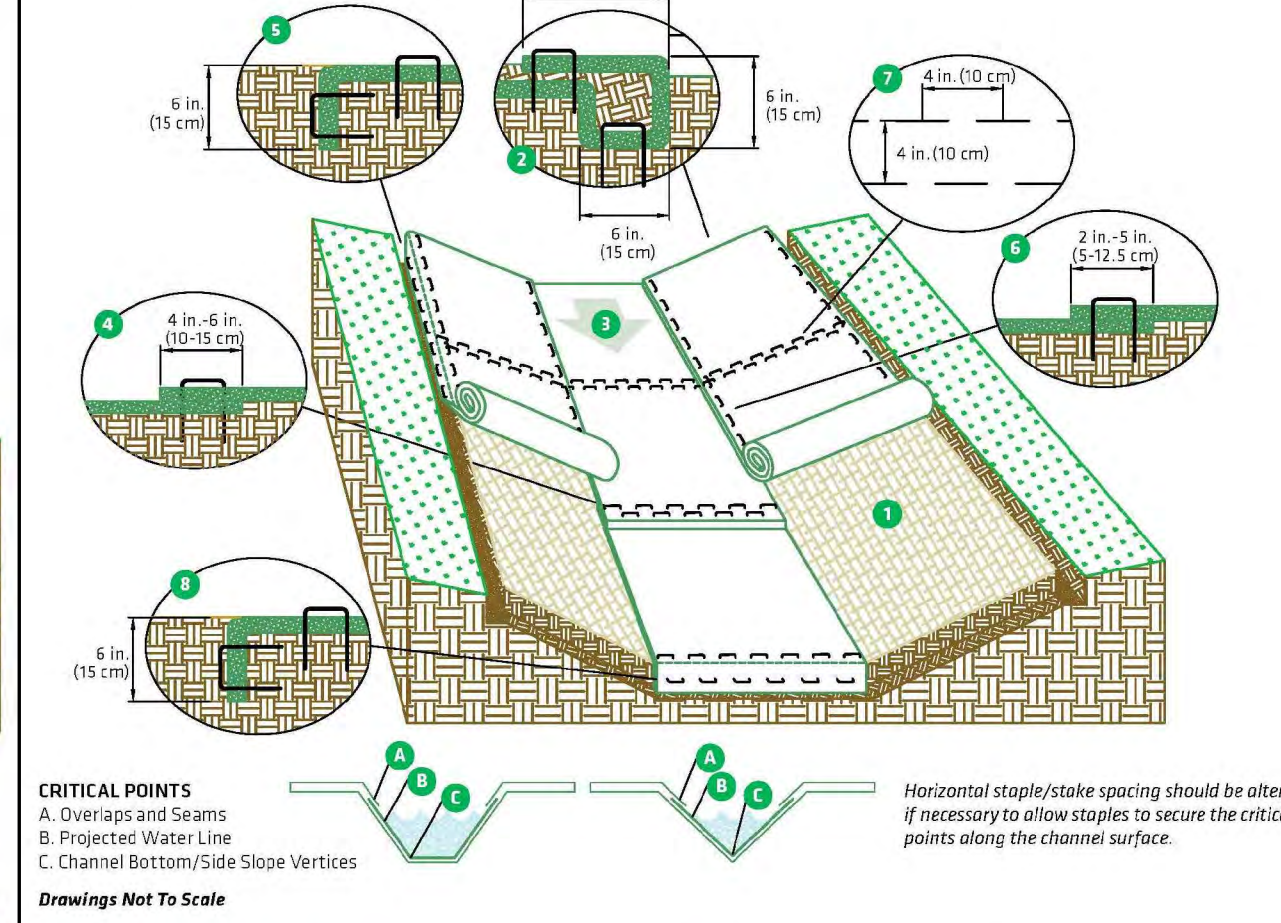 5
7
4 in.(10 cm)
6 in.
(15 cm)
6 in.
(15 cm)
4 in.(10 cm)
2
6 in.
(15 cm)
6
2 in.-5 in.
(5-12.5 cm)
4
4 in.-6 in.
(10-15 cm)
3
1
8
6 in.
(15 cm)
CRITICAL POINTS
A. Overlaps and Seams
B. Projected Water Line
C. Channel Bottom/Side Slope Vertices
Drawings Not To Scale
A
B
C
A
B
C
Horizontal staple/stake spacing should be alter
if necessary to allow staples to secure the critica
points along the channel surface.